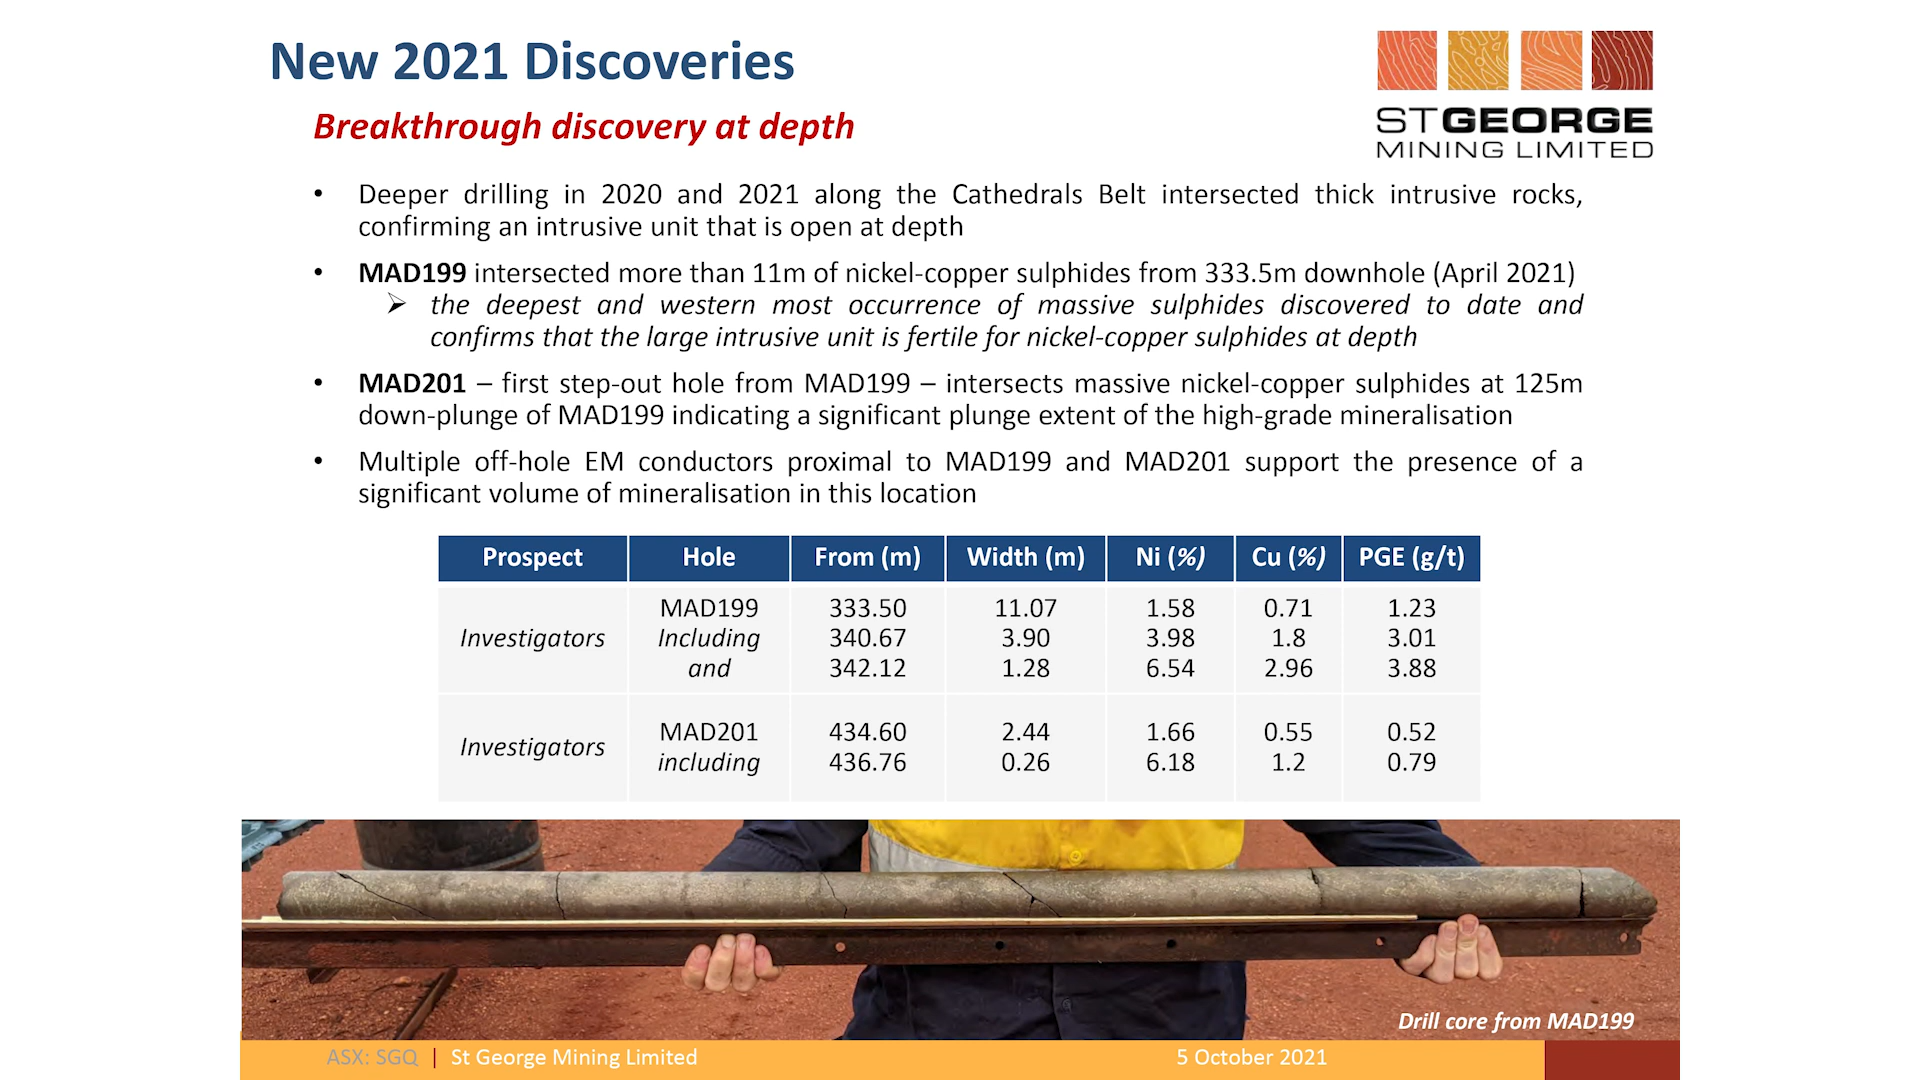 New 2021 Discoveries
Breakthrough discovery at depth
STGEORGE
MINING LIMITED
• Deeper drilling in 2020 and 2021 along the Cathedrals Belt intersected thick intrusive rocks,
confirming an intrusive unit that is open at depth
• MAD199 intersected more than 11m of nickel-copper sulphides from 333.5m downhole (April 2021)
➢ the deepest and western most occurrence of massive sulphides discovered to date and
confirms that the large intrusive unit is fertile for nickel-copper sulphides at depth
• MAD201 – first step-out hole from MAD199 – intersects massive nickel-copper sulphides at 125m
down-plunge of MAD199 indicating a significant plunge extent of the high-grade mineralisation
• Multiple off-hole EM conductors proximal to MAD199 and MAD201 support the presence of a
significant volume of mineralisation in this location
Prospect Hole From (m) Width (m) Ni (%) Cu (%) PGE (g/t)
MAD199 333.50 11.07 1.58 0.71 1.23
Investigators Including 340.67 3.90 3.98 1.8 3.01
and 342.12 1.28 6.54 2.96 3.88
MAD201 434.60 2.44 1.66 0.55 0.52
Investigators
including 436.76 0.26 6.18 1.2 0.79
Drill core from MAD199
ASX: SGQ | St George Mining Limited 5 October 2021